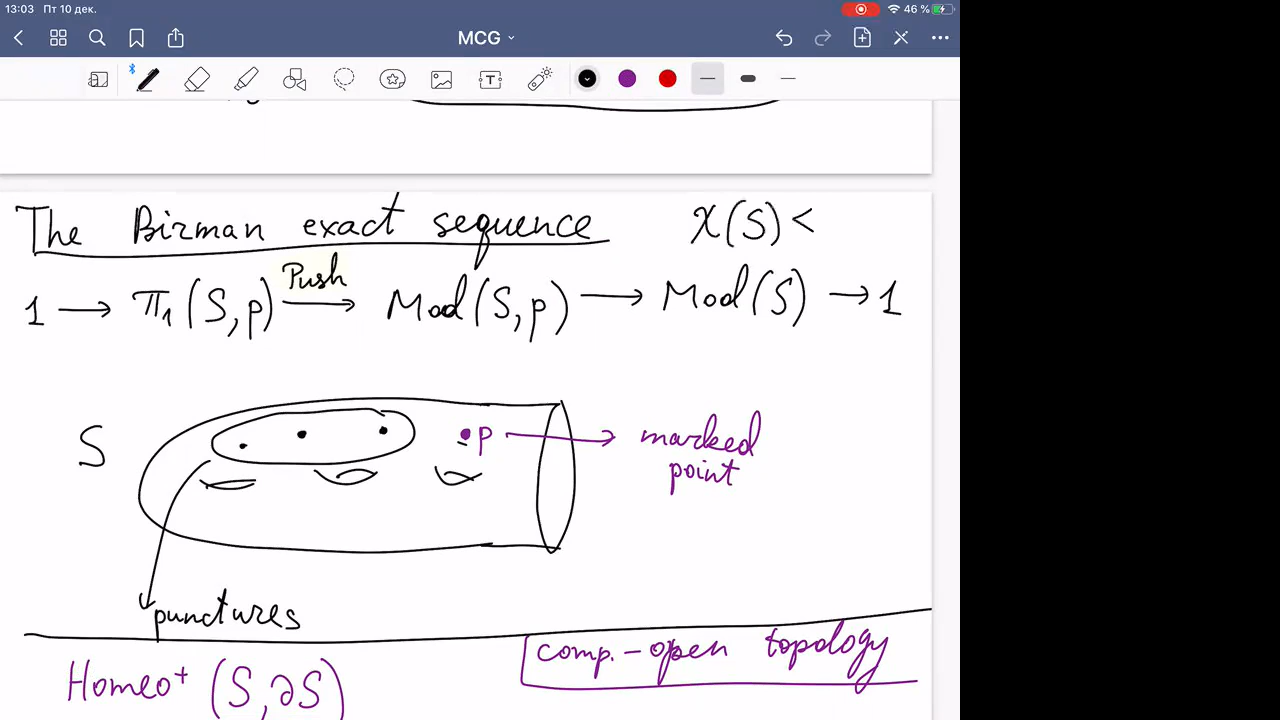 13:03 Пт 10 дек.
46 %
MCG
The Birman exact sequence χ(S) <
Push
1 → π₁(S, p) → Mod(S, p) → Mod(S) → 1
S
p → marked point
punctures
comp. – open topology
Homeo⁺ (S, ∂S)